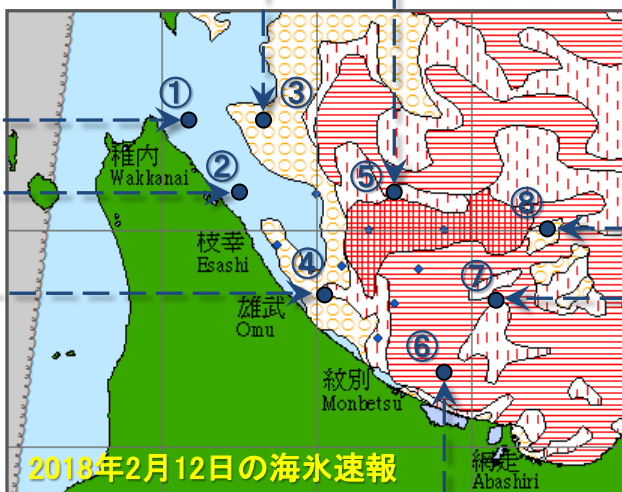 ①
③
稚内
Wakkanai
②
⑤
⑧
枝幸
Esashi
④
⑦
雄武
Omu
⑥
紋別
Monbetsu
網走
Abashiri
2018年2月12日の海氷速報